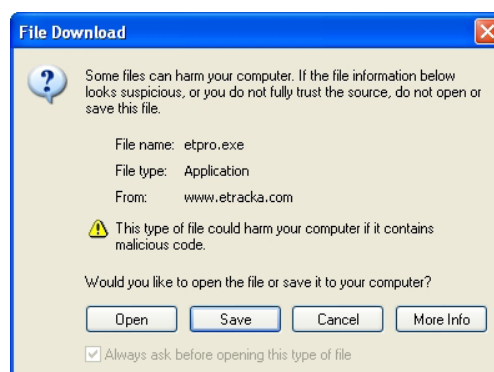 File Download
Some files can harm your computer. If the file information below
looks suspicious, or you do not fully trust the source, do not open or
save this file.
File name: etpro.exe
File type: Application
From: www.etracka.com
This type of file could harm your computer if it contains
malicious code.
Would you like to open the file or save it to your computer?
Open Save Cancel More Info
Always ask before opening this type of file